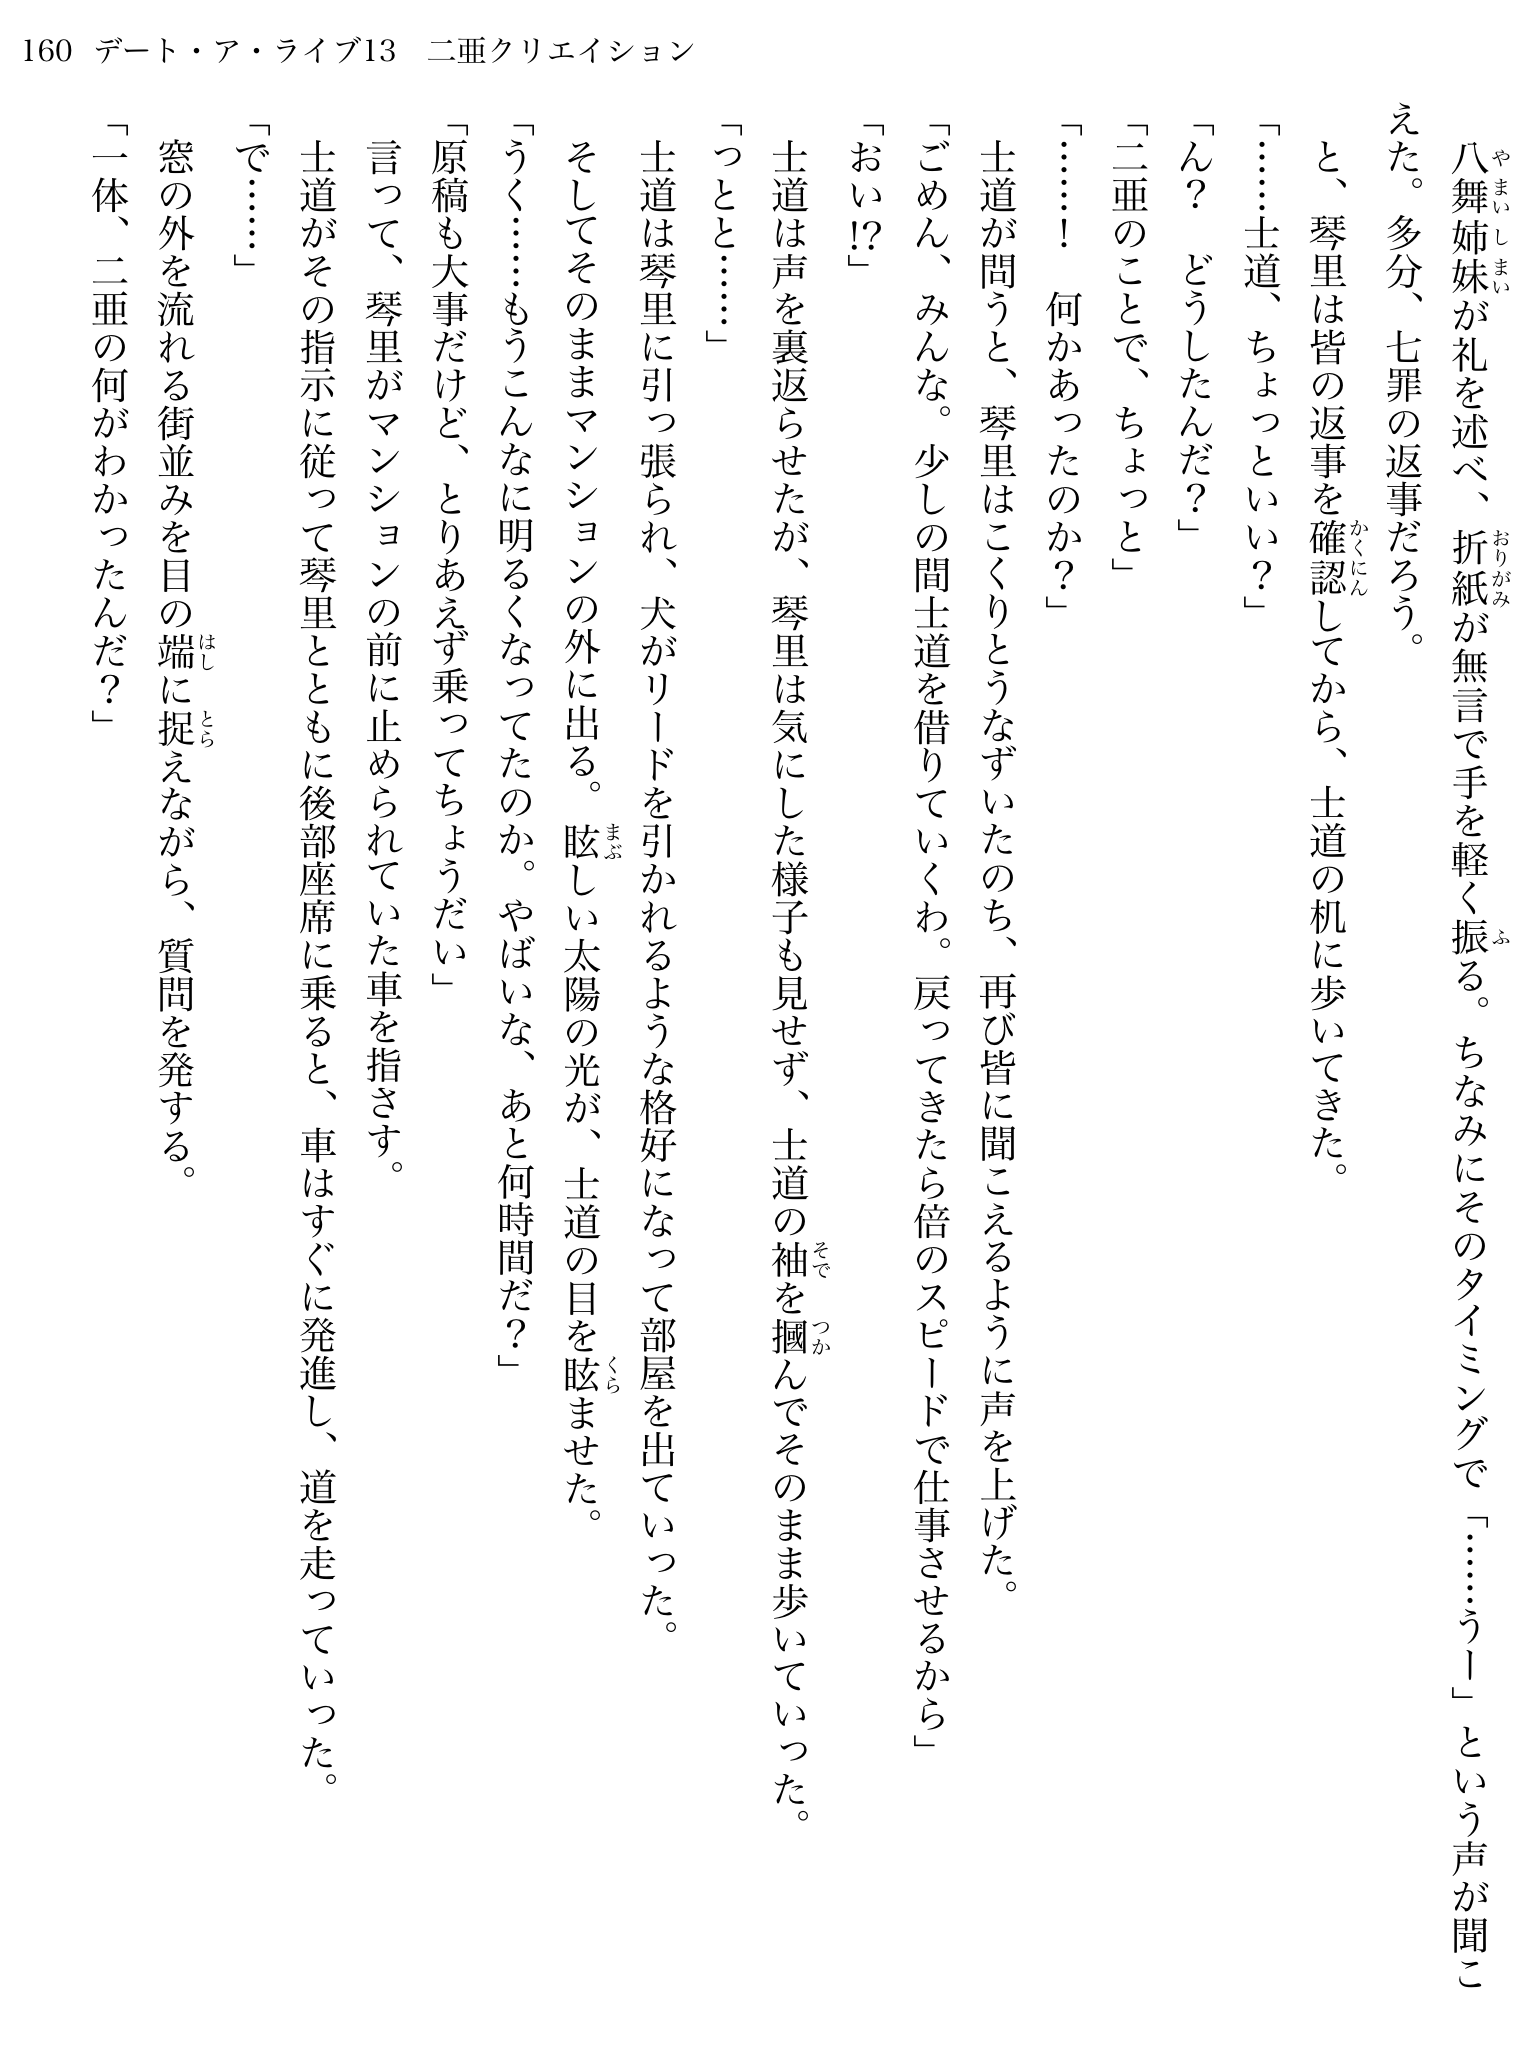 160 デート・ア・ライブ13　二亜クリエイション
　八舞姉妹が礼を述べ、折紙が無言で手を軽く振る。ちなみにそのタイミングで「……うー」という声が聞こ
えた。多分、七罪の返事だろう。
　と、琴里は皆の返事を確認してから、士道の机に歩いてきた。
「……士道、ちょっといい？」
「ん？　どうしたんだ？」
「二亜のことで、ちょっと」
「……！　何かあったのか？」
　士道が問うと、琴里はこくりとうなずいたのち、再び皆に聞こえるように声を上げた。
「ごめん、みんな。少しの間士道を借りていくわ。戻ってきたら倍のスピードで仕事させるから」
「おい!?」
　士道は声を裏返らせたが、琴里は気にした様子も見せず、士道の袖を摑んでそのまま歩いていった。
「っとと……」
　士道は琴里に引っ張られ、犬がリードを引かれるような格好になって部屋を出ていった。
　そしてそのままマンションの外に出る。眩しい太陽の光が、士道の目を眩ませた。
「うく……もうこんなに明るくなってたのか。やばいな、あと何時間だ？」
「原稿も大事だけど、とりあえず乗ってちょうだい」
　言って、琴里がマンションの前に止められていた車を指さす。
　士道がその指示に従って琴里とともに後部座席に乗ると、車はすぐに発進し、道を走っていった。
「で……」
　窓の外を流れる街並みを目の端に捉えながら、質問を発する。
「一体、二亜の何がわかったんだ？」